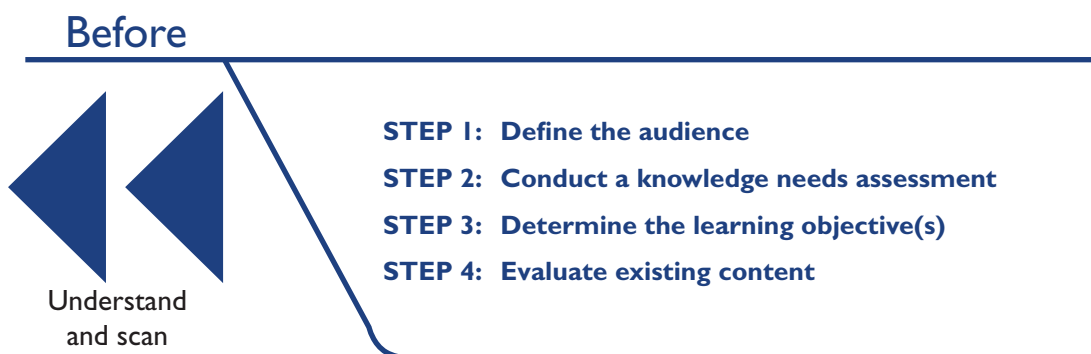 Before
STEP 1: Define the audience
STEP 2: Conduct a knowledge needs assessment
STEP 3: Determine the learning objective(s)
STEP 4: Evaluate existing content
Understand
and scan